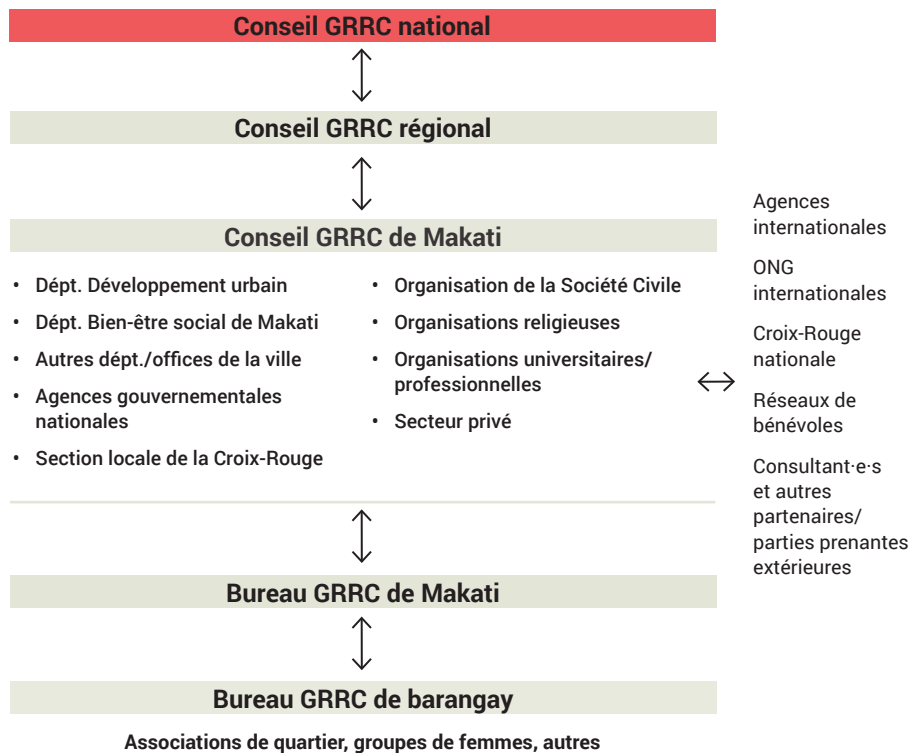 Conseil GRRC national
Conseil GRRC régional
Conseil GRRC de Makati
• Dépt. Développement urbain
• Dépt. Bien-être social de Makati
• Autres dépt./offices de la ville
• Agences gouvernementales
nationales
• Section locale de la Croix-Rouge
• Organisation de la Société Civile
• Organisations religieuses
• Organisations universitaires/
professionnelles
• Secteur privé
Agences
internationales
ONG
internationales
Croix-Rouge
nationale
Réseaux de
bénévoles
Consultant·e·s
et autres
partenaires/
parties prenantes
extérieures
Bureau GRRC de Makati
Bureau GRRC de barangay
Associations de quartier, groupes de femmes, autres